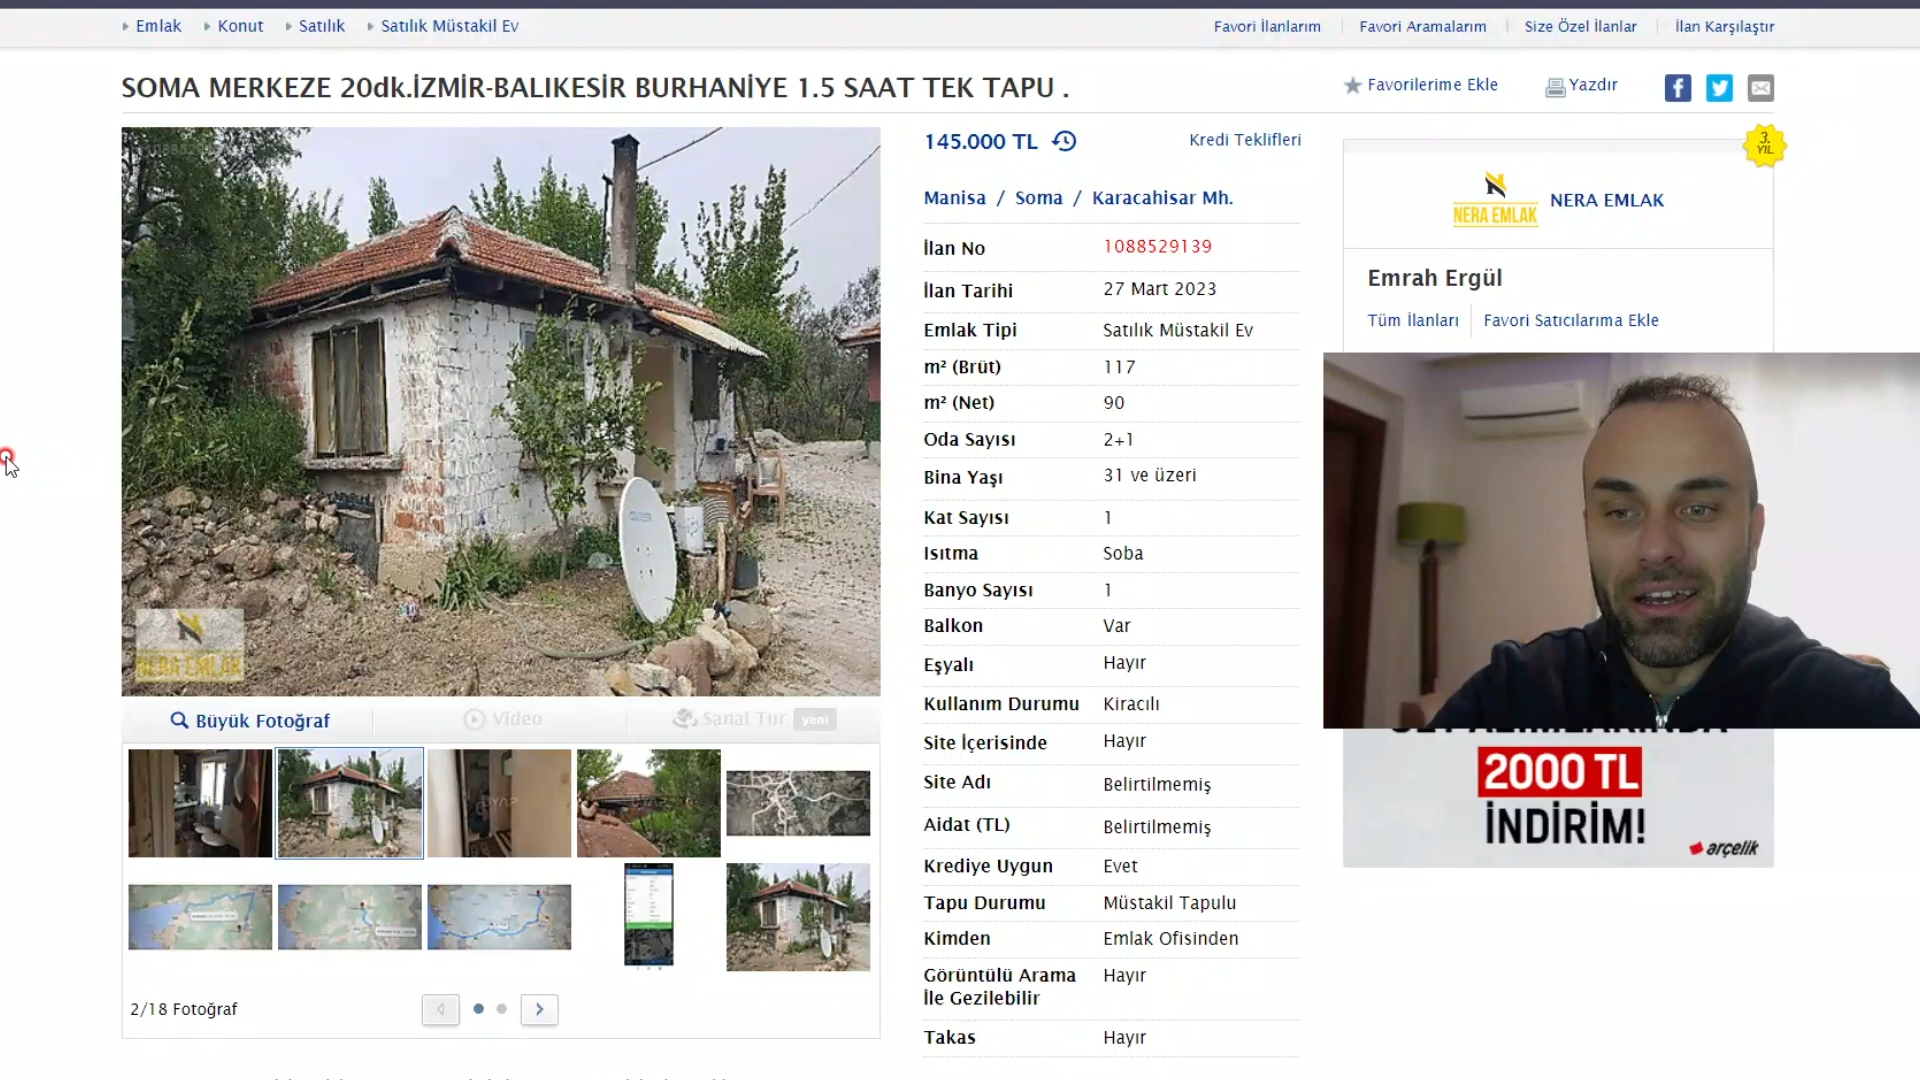 Emlak Konut Satılık Satılık Müstakil Ev
Favori İlanlarım Favori Aramalarım Size Özel İlanlar İlan Karşılaştır
SOMA MERKEZE 20dk.İZMİR-BALIKESİR BURHANİYE 1.5 SAAT TEK TAPU .
Favorilerime Ekle Yazdır
145.000 TL Kredi Teklifleri
Manisa / Soma / Karacahisar Mh.
İlan No 1088529139
İlan Tarihi 27 Mart 2023
Emlak Tipi Satılık Müstakil Ev
m² (Brüt) 117
m² (Net) 90
Oda Sayısı 2+1
Bina Yaşı 31 ve üzeri
Kat Sayısı 1
Isıtma Soba
Banyo Sayısı 1
Balkon Var
Eşyalı Hayır
Kullanım Durumu Kiracılı
Site İçerisinde Hayır
Site Adı Belirtilmemiş
Aidat (TL) Belirtilmemiş
Krediye Uygun Evet
Tapu Durumu Müstakil Tapulu
Kimden Emlak Ofisinden
Görüntülü Arama
İle Gezilebilir Hayır
Takas Hayır
3.
YIL
NERA EMLAK
NERA EMLAK
Emrah Ergül
Tüm İlanları Favori Satıcılarıma Ekle
2000 TL
İNDİRİM!
arçelik
NERA EMLAK
Büyük Fotoğraf Video Sanal Tur yeni
2/18 Fotoğraf